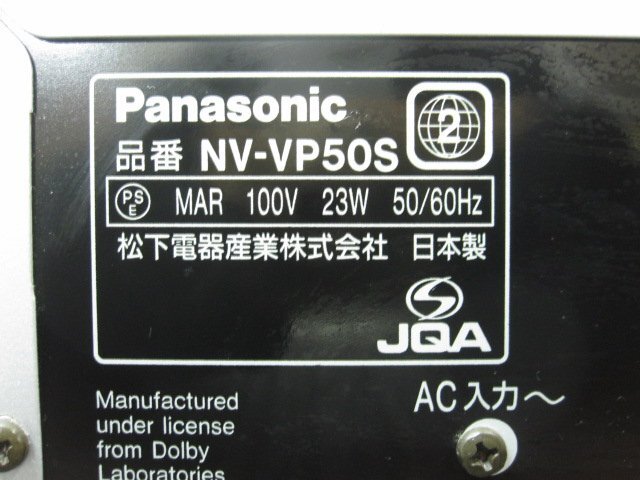 Panasonic
2
品番 NV-VP50S
PSE MAR 100V 23W 50/60Hz
松下電器産業株式会社 日本製
JQA
AC入力～
Manufactured
under license
from Dolby
Laboratories